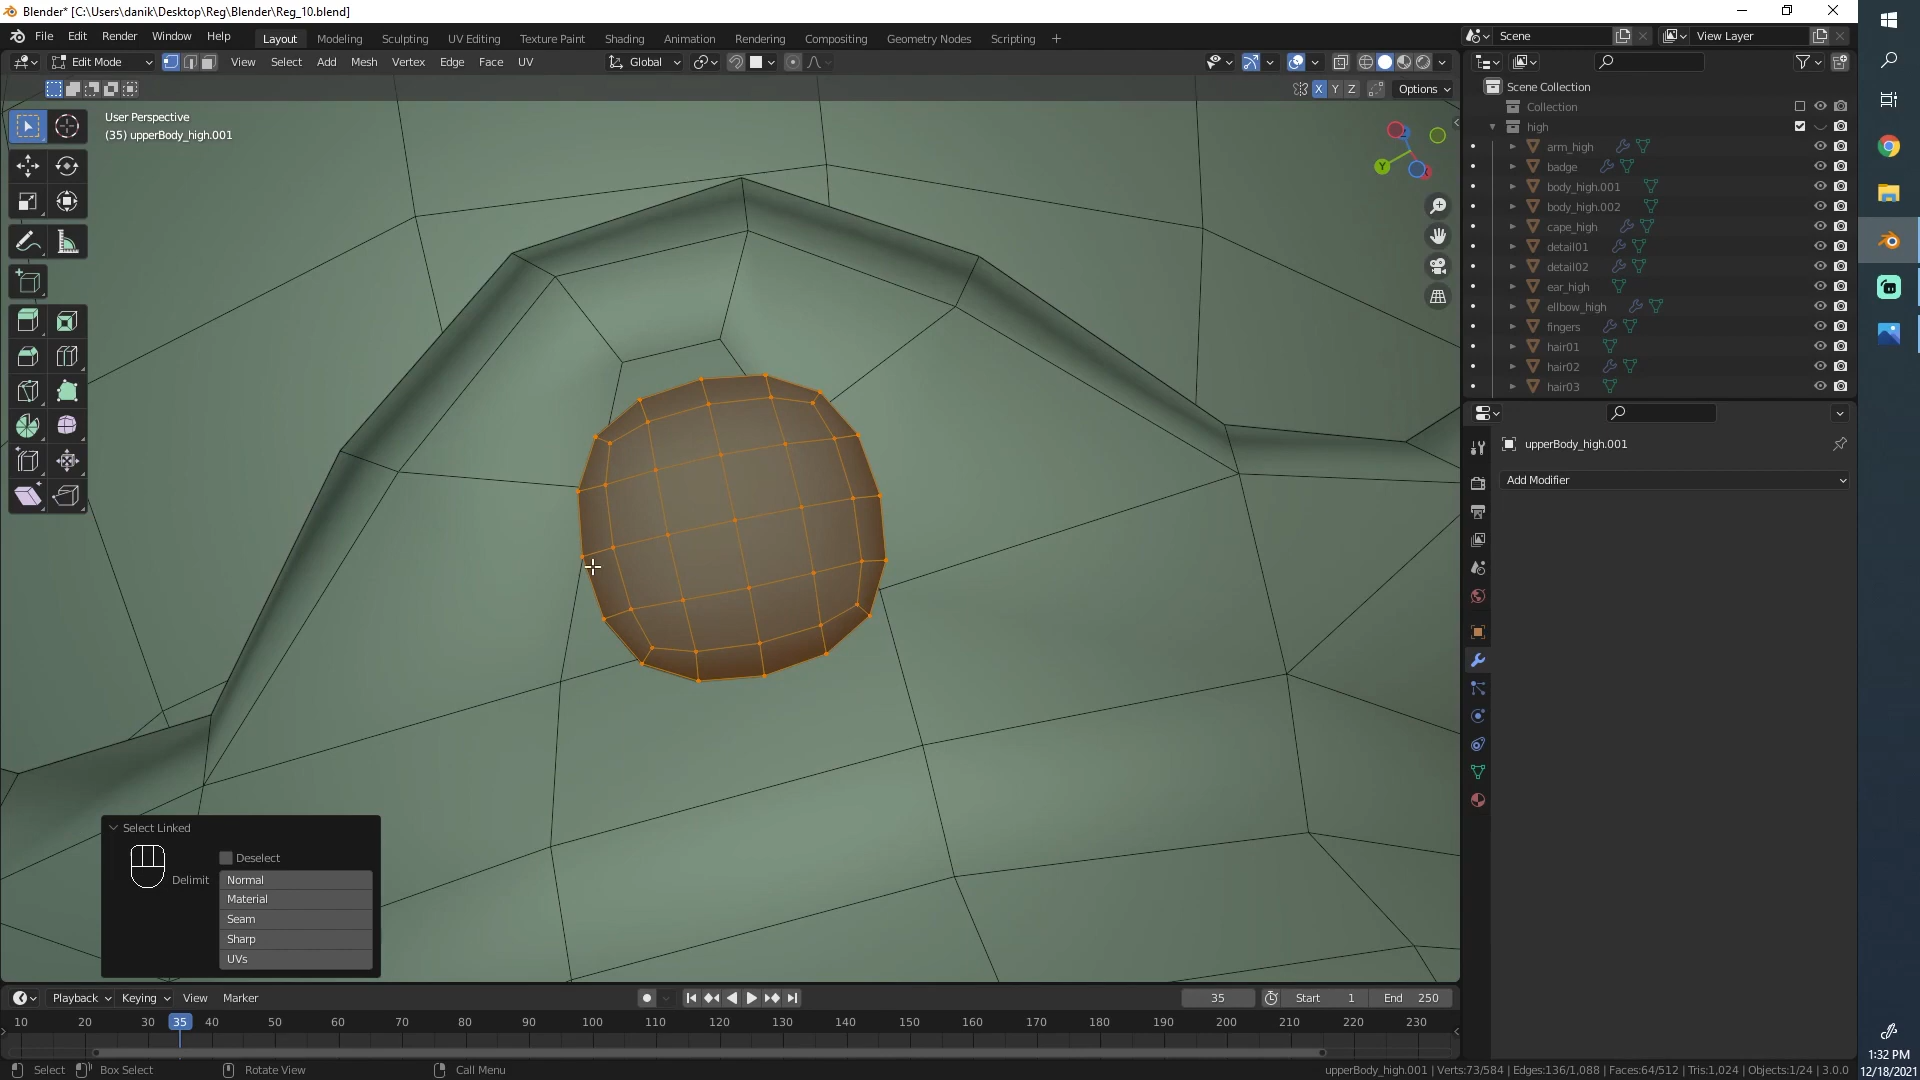 Blender* [C:\Users\danik\Desktop\Reg\Blender\Reg_10.blend]
File Edit Render Window Help Layout Modeling Sculpting UV Editing Texture Paint Shading Animation Rendering Compositing Geometry Nodes Scripting + Scene View Layer
Edit Mode View Select Add Mesh Vertex Edge Face UV Global
X Y Z Options
User Perspective
(35) upperBody_high.001
Y
Scene Collection
Collection
high
arm_high
badge
body_high.001
body_high.002
cape_high
detail01
detail02
ear_high
ellbow_high
fingers
hair01
hair02
hair03
upperBody_high.001
Add Modifier
Select Linked
Deselect
Delimit Normal
Material
Seam
Sharp
UVs
Playback Keying View Marker 35 Start 1 End 250
10 20 30 35 40 50 60 70 80 90 100 110 120 130 140 150 160 170 180 190 200 210 220 230
Select Box Select Rotate View Call Menu upperBody_high.001 | Verts:73/584 | Edges:136/1,088 | Faces:64/512 | Tris:1,024 | Objects:1/24 | 3.0.0
1:32 PM
12/18/2021